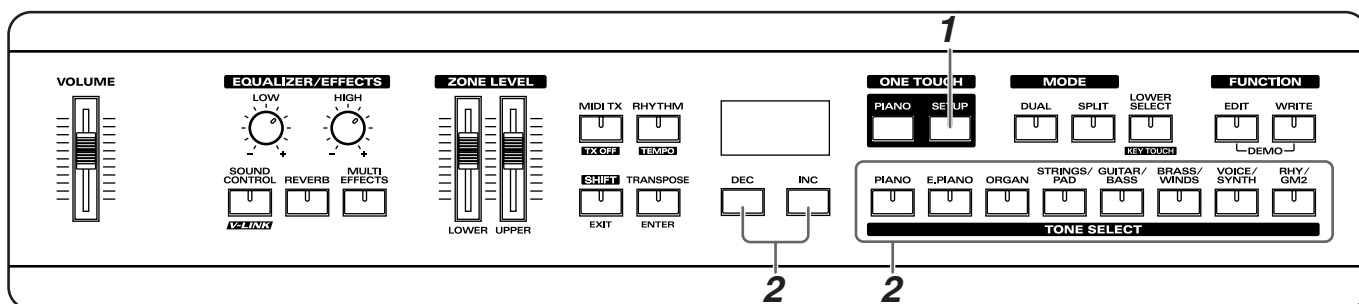 1
VOLUME
EQUALIZER/EFFECTS
LOW
HIGH
- +
- +
SOUND
CONTROL
REVERB
MULTI
EFFECTS
V-LINK
ZONE LEVEL
LOWER
UPPER
MIDI TX
RHYTHM
TX OFF
TEMPO
SHIFT
TRANSPOSE
EXIT
ENTER
DEC
INC
2
ONE TOUCH
PIANO
SETUP
MODE
DUAL
SPLIT
LOWER
SELECT
KEY TOUCH
FUNCTION
EDIT
WRITE
DEMO
PIANO
E,PIANO
ORGAN
STRINGS/
PAD
GUITAR/
BASS
BRASS/
WINDS
VOICE/
SYNTH
RHY/
GM2
TONE SELECT
2